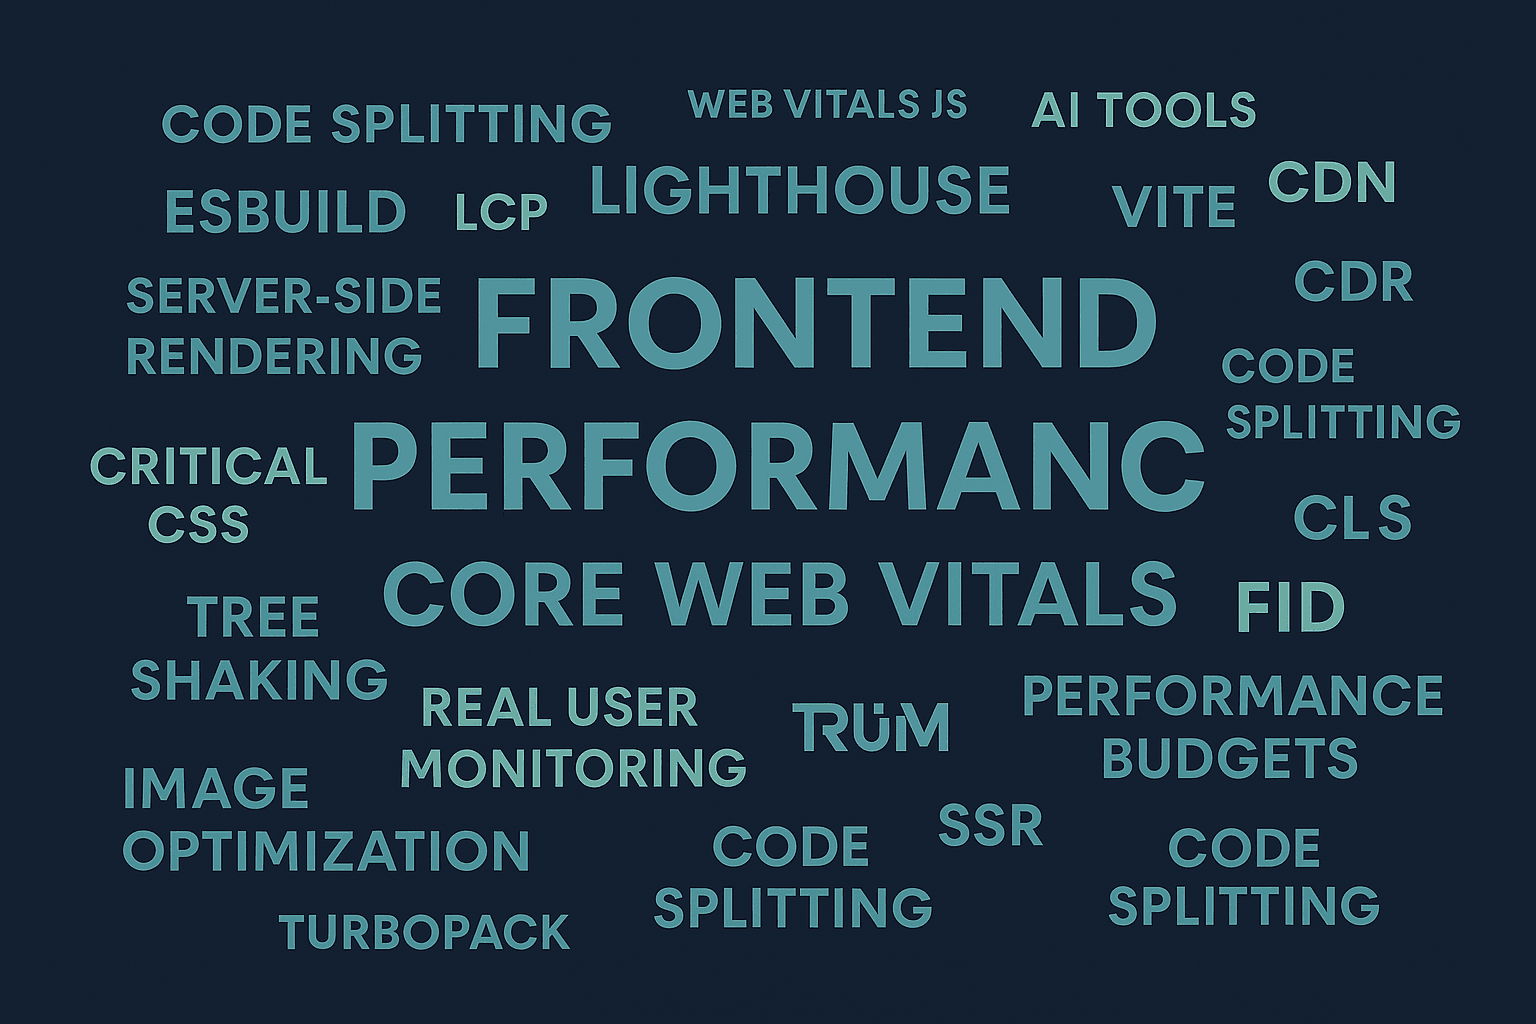 CODE SPLITTING
WEB VITALS JS
AI TOOLS
ESBUILD
LCP
LIGHTHOUSE
VITE
CDN
SERVER-SIDE
RENDERING
FRONTEND
CDR
CODE
SPLITTING
CRITICAL
CSS
PERFORMANC
CLS
CORE WEB VITALS
FID
TREE
SHAKING
REAL USER
MONITORING
TRÜM
PERFORMANCE
BUDGETS
IMAGE
OPTIMIZATION
CODE
SPLITTING
SSR
CODE
SPLITTING
TURBOPACK